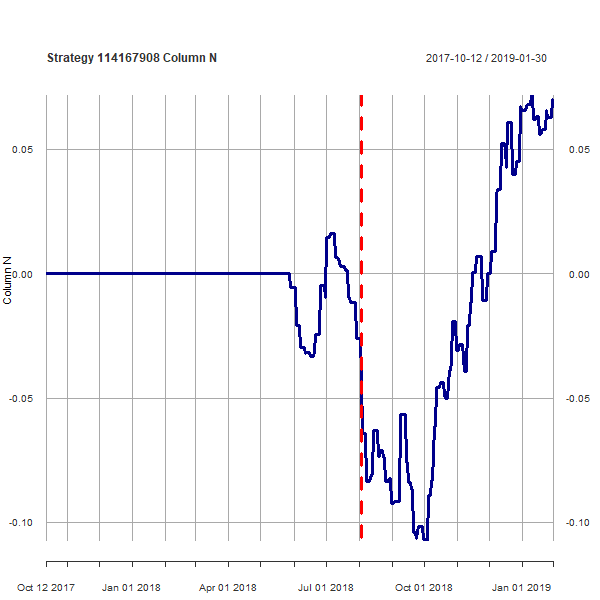 Strategy 114167908 Column N 2017-10-12 / 2019-01-30
0.05 0.05
0.00 0.00
Column N
-0.05 -0.05
-0.10 -0.10
Oct 12 2017 Jan 01 2018 Apr 01 2018 Jul 01 2018 Oct 01 2018 Jan 01 2019